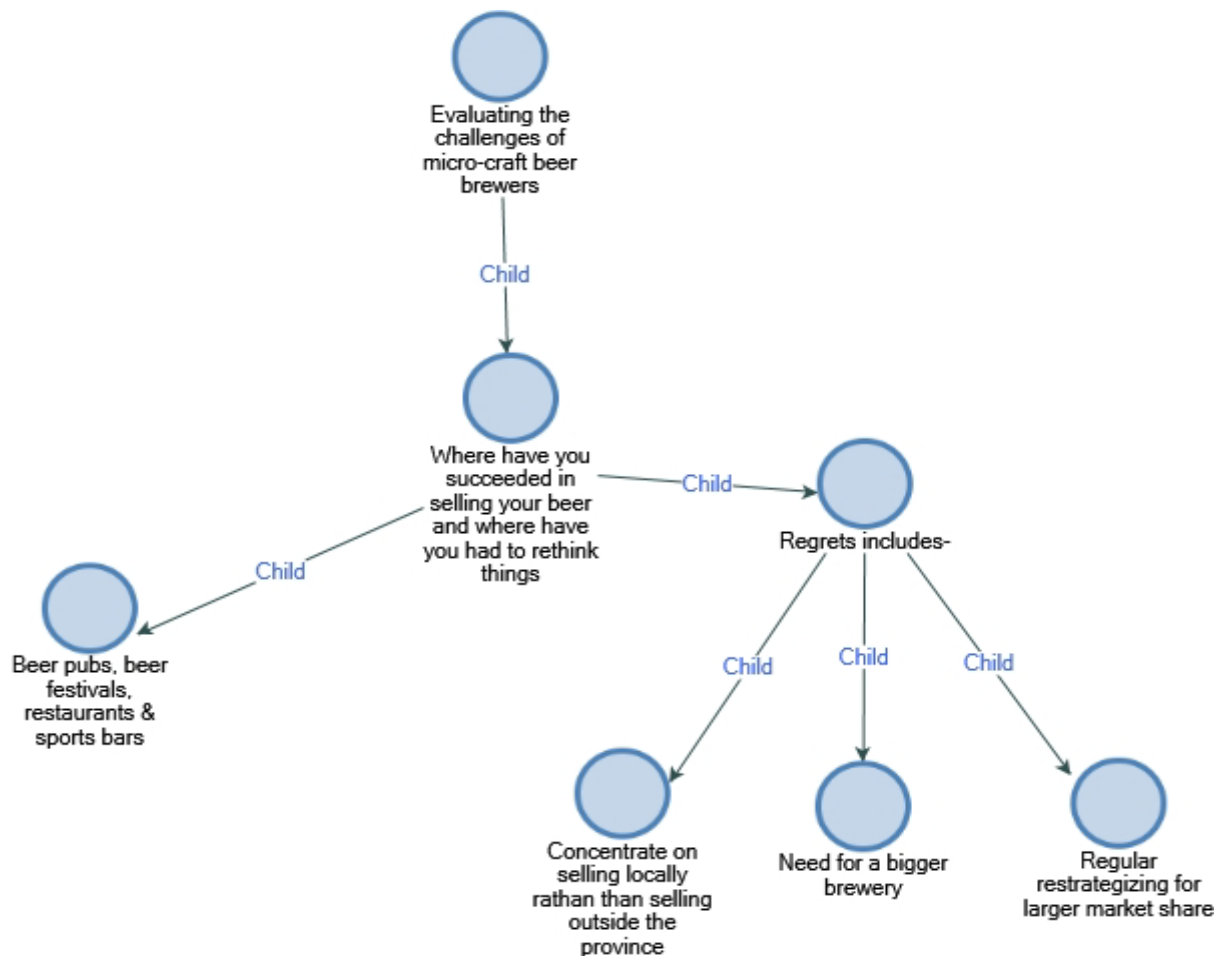 Evaluating the
challenges of
micro-craft beer
brewers
Child
Where have you
succeeded in
selling your beer
and where have
you had to rethink
things
Child
Child
Regrets includes-
Beer pubs, beer
festivals,
restaurants &
sports bars
Child
Child
Child
Concentrate on
selling locally
rathan than selling
outside the
province
Need for a bigger
brewery
Regular
restrategizing for
larger market share